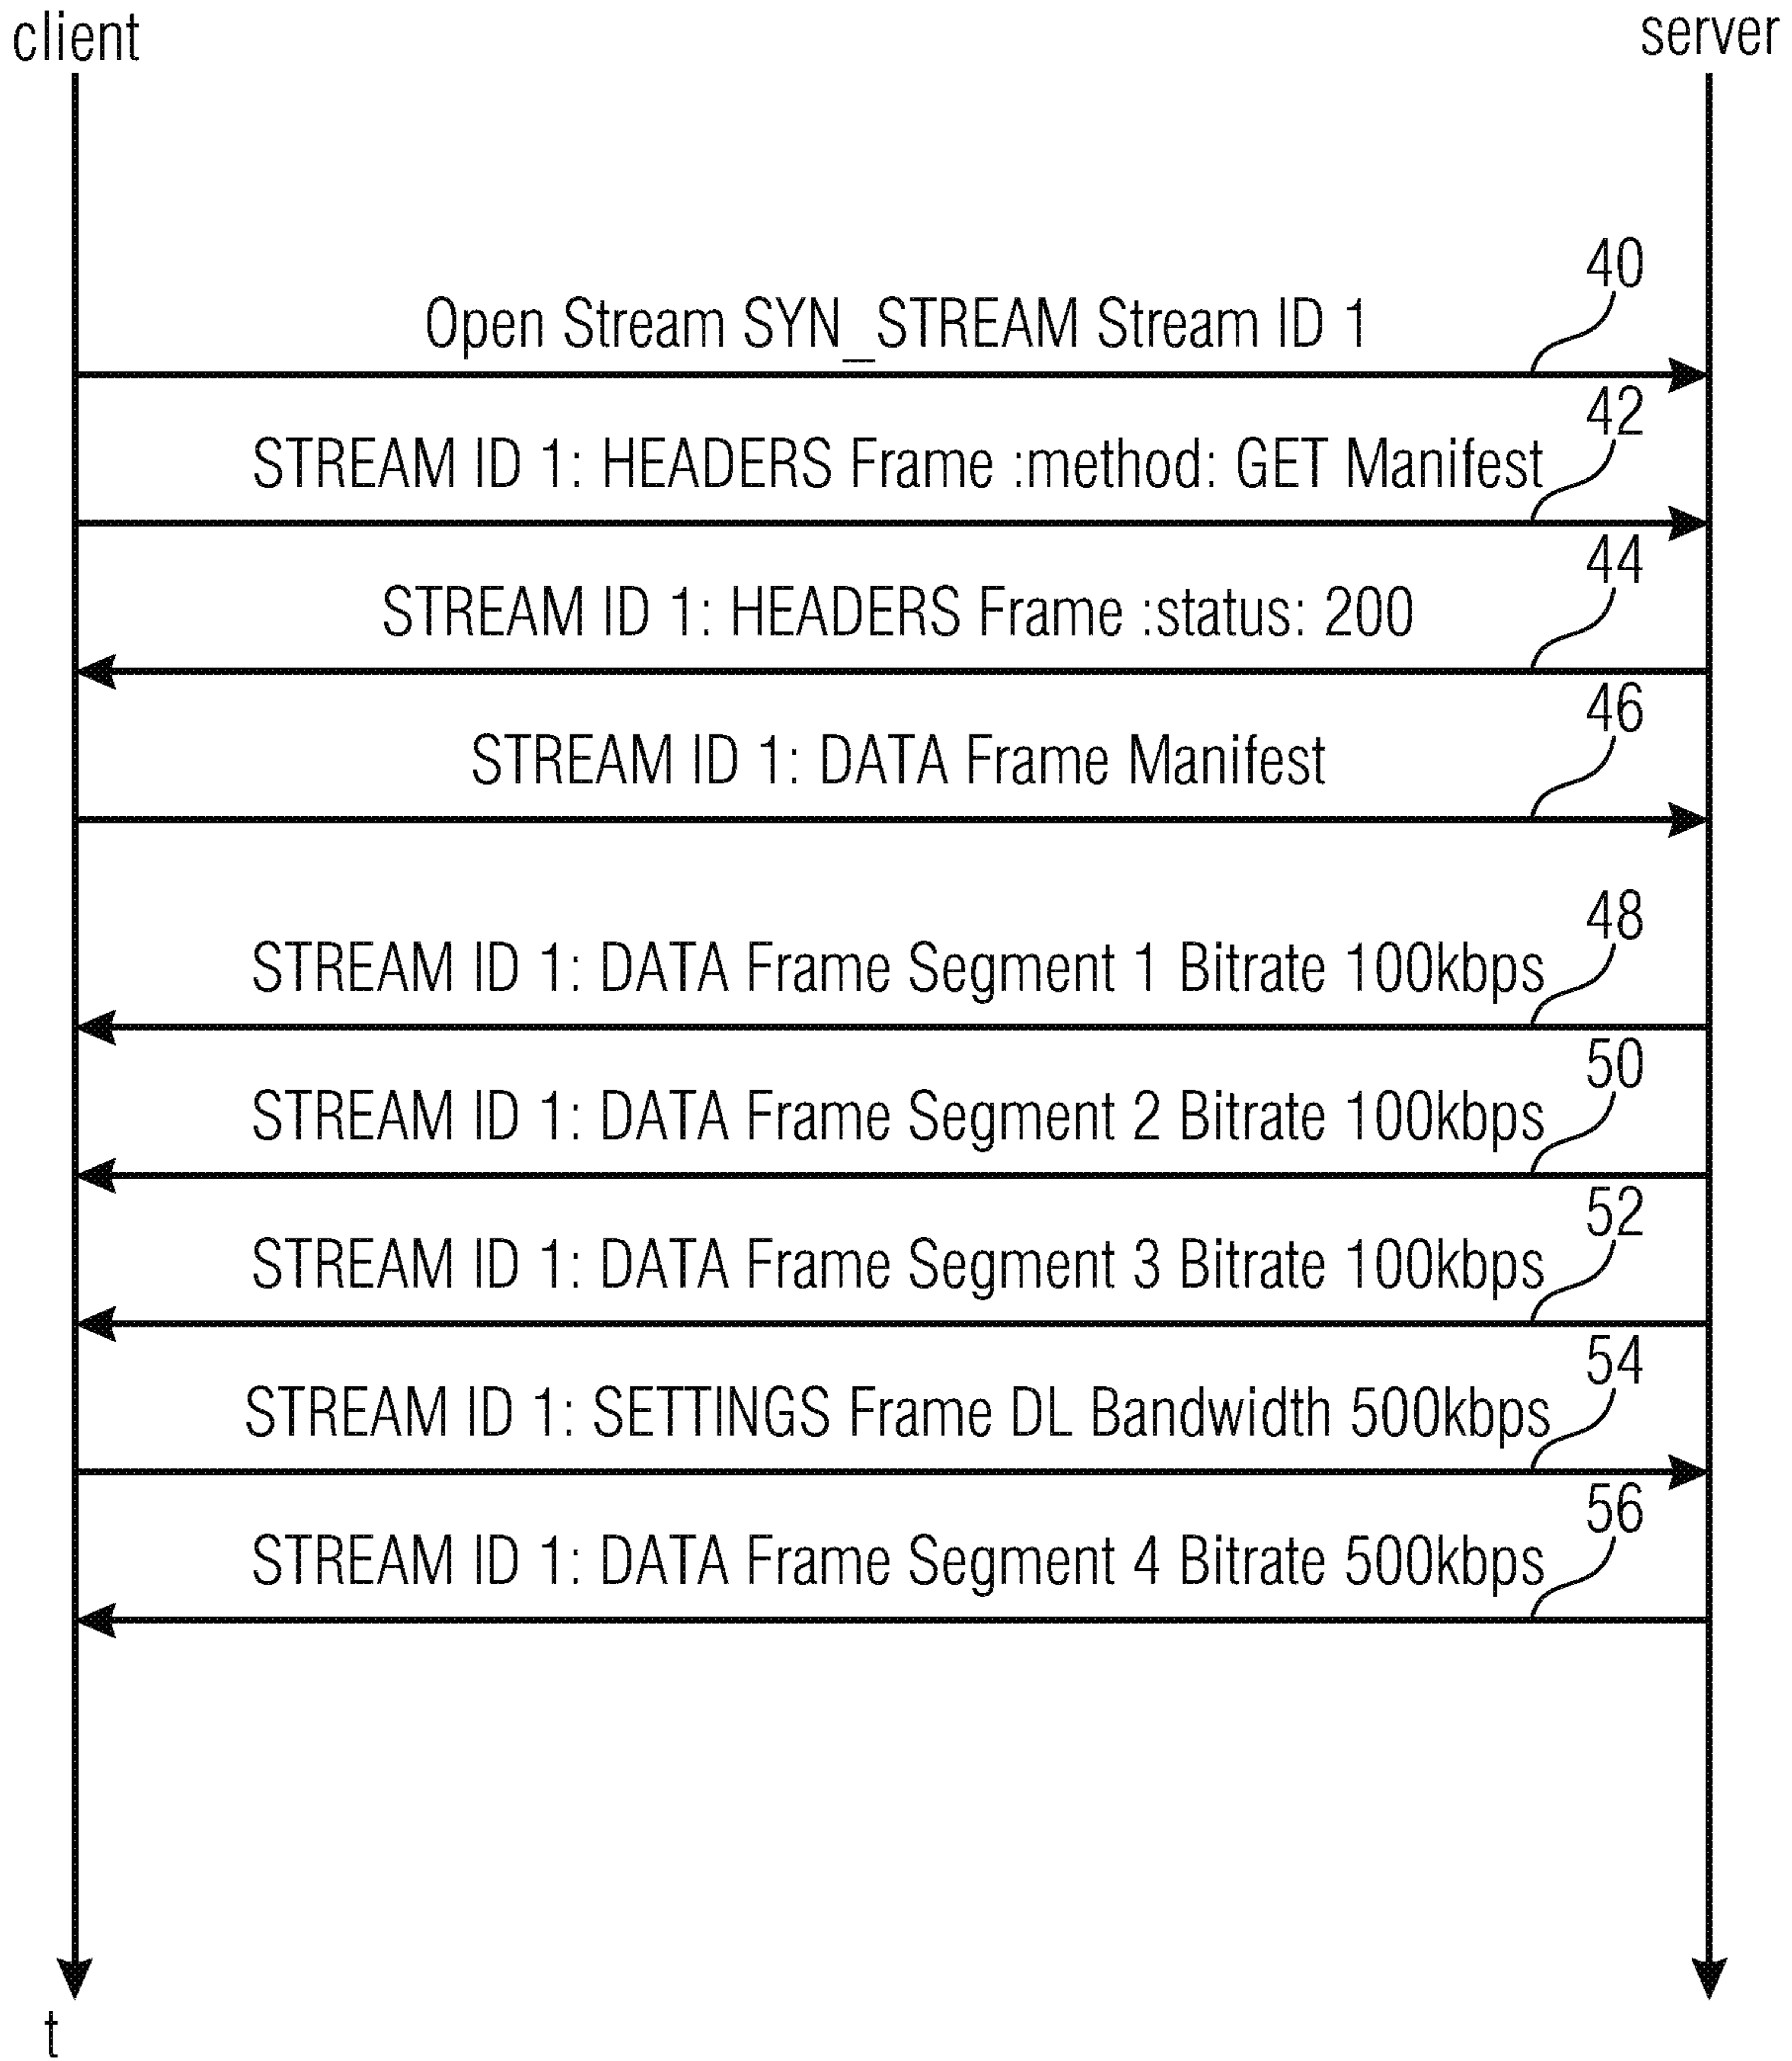 client
server
40
Open Stream SYN_STREAM Stream ID 1
42
STREAM ID 1: HEADERS Frame :method: GET Manifest
44
STREAM ID 1: HEADERS Frame :status: 200
46
STREAM ID 1: DATA Frame Manifest
48
STREAM ID 1: DATA Frame Segment 1 Bitrate 100kbps
50
STREAM ID 1: DATA Frame Segment 2 Bitrate 100kbps
52
STREAM ID 1: DATA Frame Segment 3 Bitrate 100kbps
54
STREAM ID 1: SETTINGS Frame DL Bandwidth 500kbps
56
STREAM ID 1: DATA Frame Segment 4 Bitrate 500kbps
t